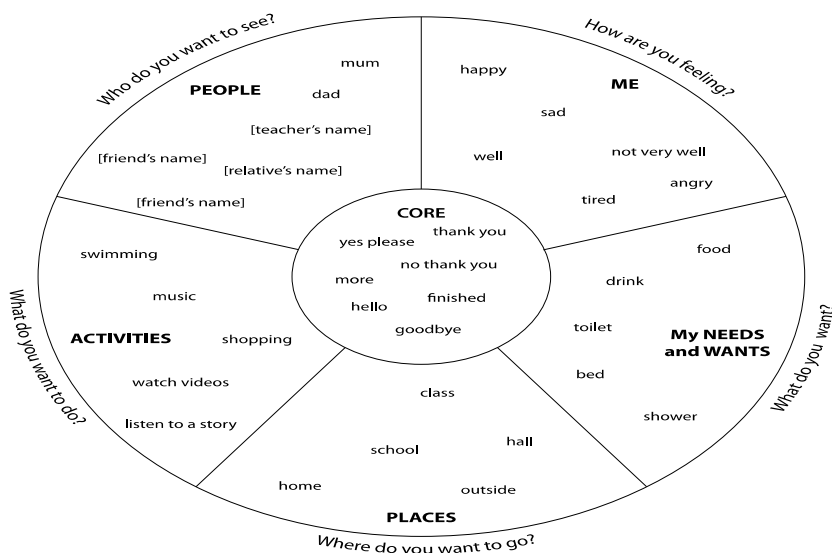 Who do you want to see?
PEOPLE
mum
dad
[teacher's name]
[friend's name]
[relative's name]
[friend's name]
How are you feeling?
ME
happy
sad
well
not very well
angry
tired
CORE
thank you
yes please
no thank you
more
finished
hello
goodbye
What do you want to do?
ACTIVITIES
swimming
music
shopping
watch videos
listen to a story
What do you want?
My NEEDS
and WANTS
food
drink
toilet
bed
shower
class
hall
school
home
outside
PLACES
Where do you want to go?